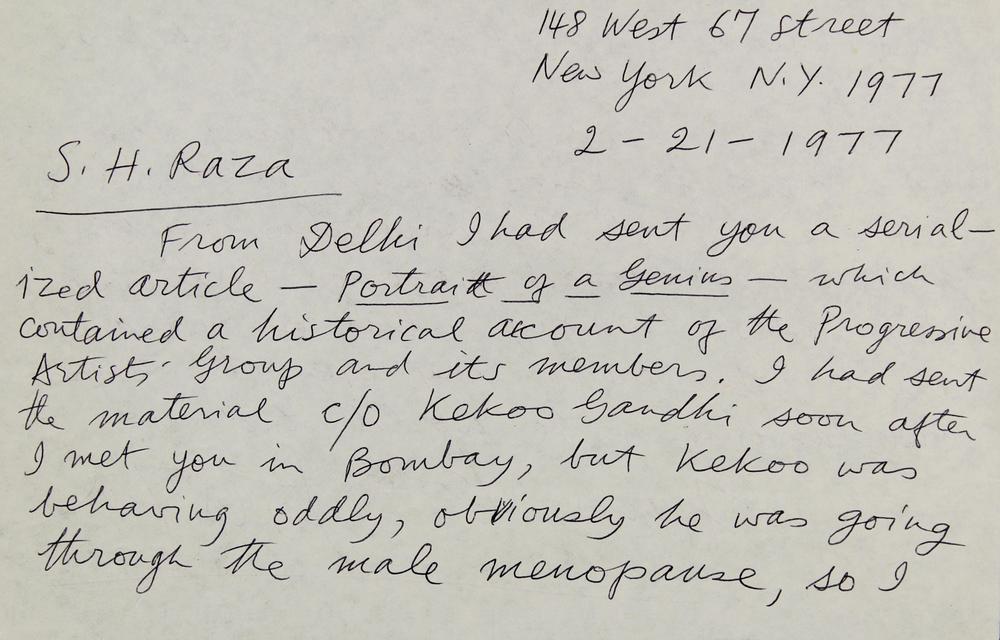 148 West 67 street
New York N.Y. 1977
2-21-1977
S. H. Raza
From Delhi I had sent you a serial-
ized article — Portrait of a Genius — which
contained a historical account of the Progressive
Artists' Group and its members. I had sent
the material c/o Kekoo Gandhi soon after
I met you in Bombay, but Kekoo was
behaving oddly, obviously he was going
through the male menopause, so I